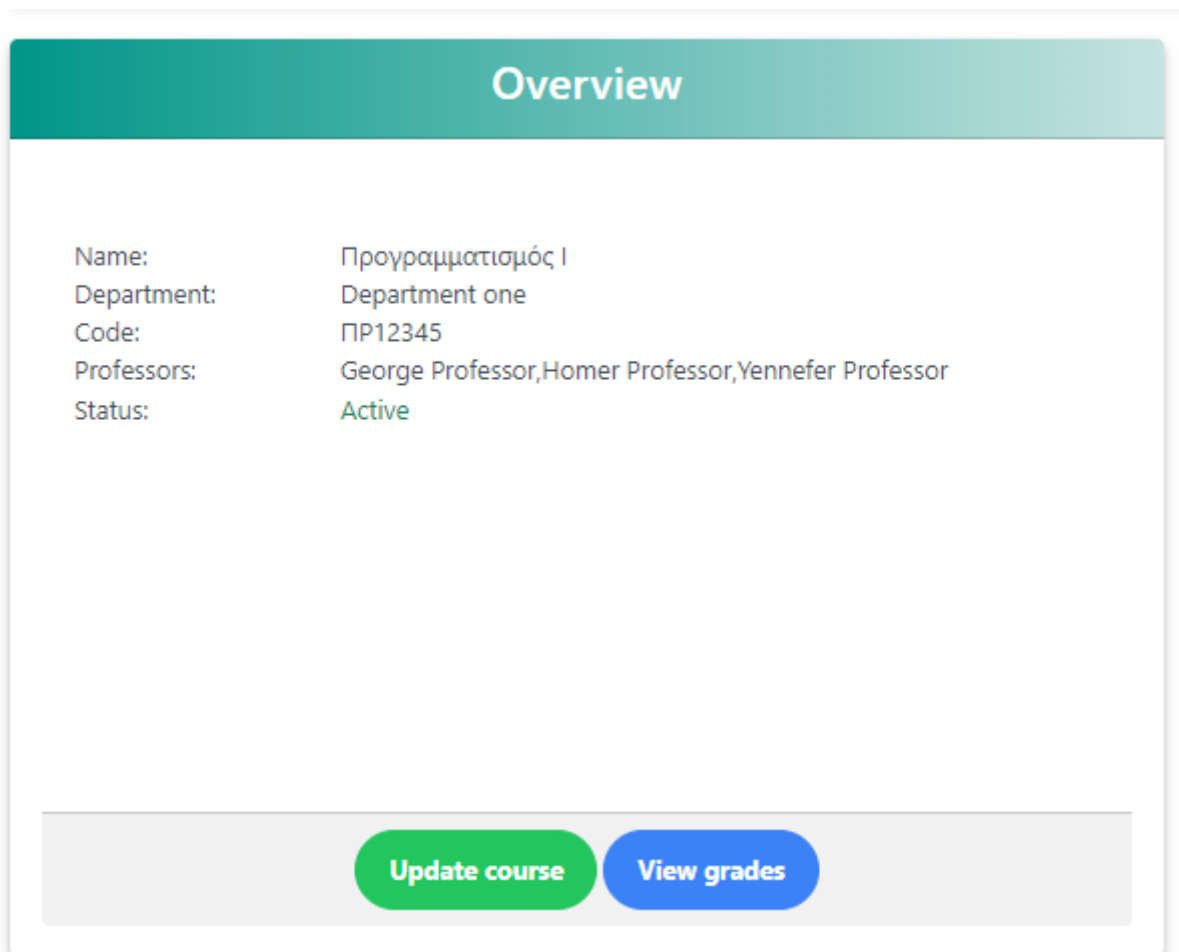 Overview
Name: Προγραμματισμός Ι
Department: Department one
Code: ΠΡ12345
Professors: George Professor,Homer Professor,Yennefer Professor
Status: Active
Update course View grades